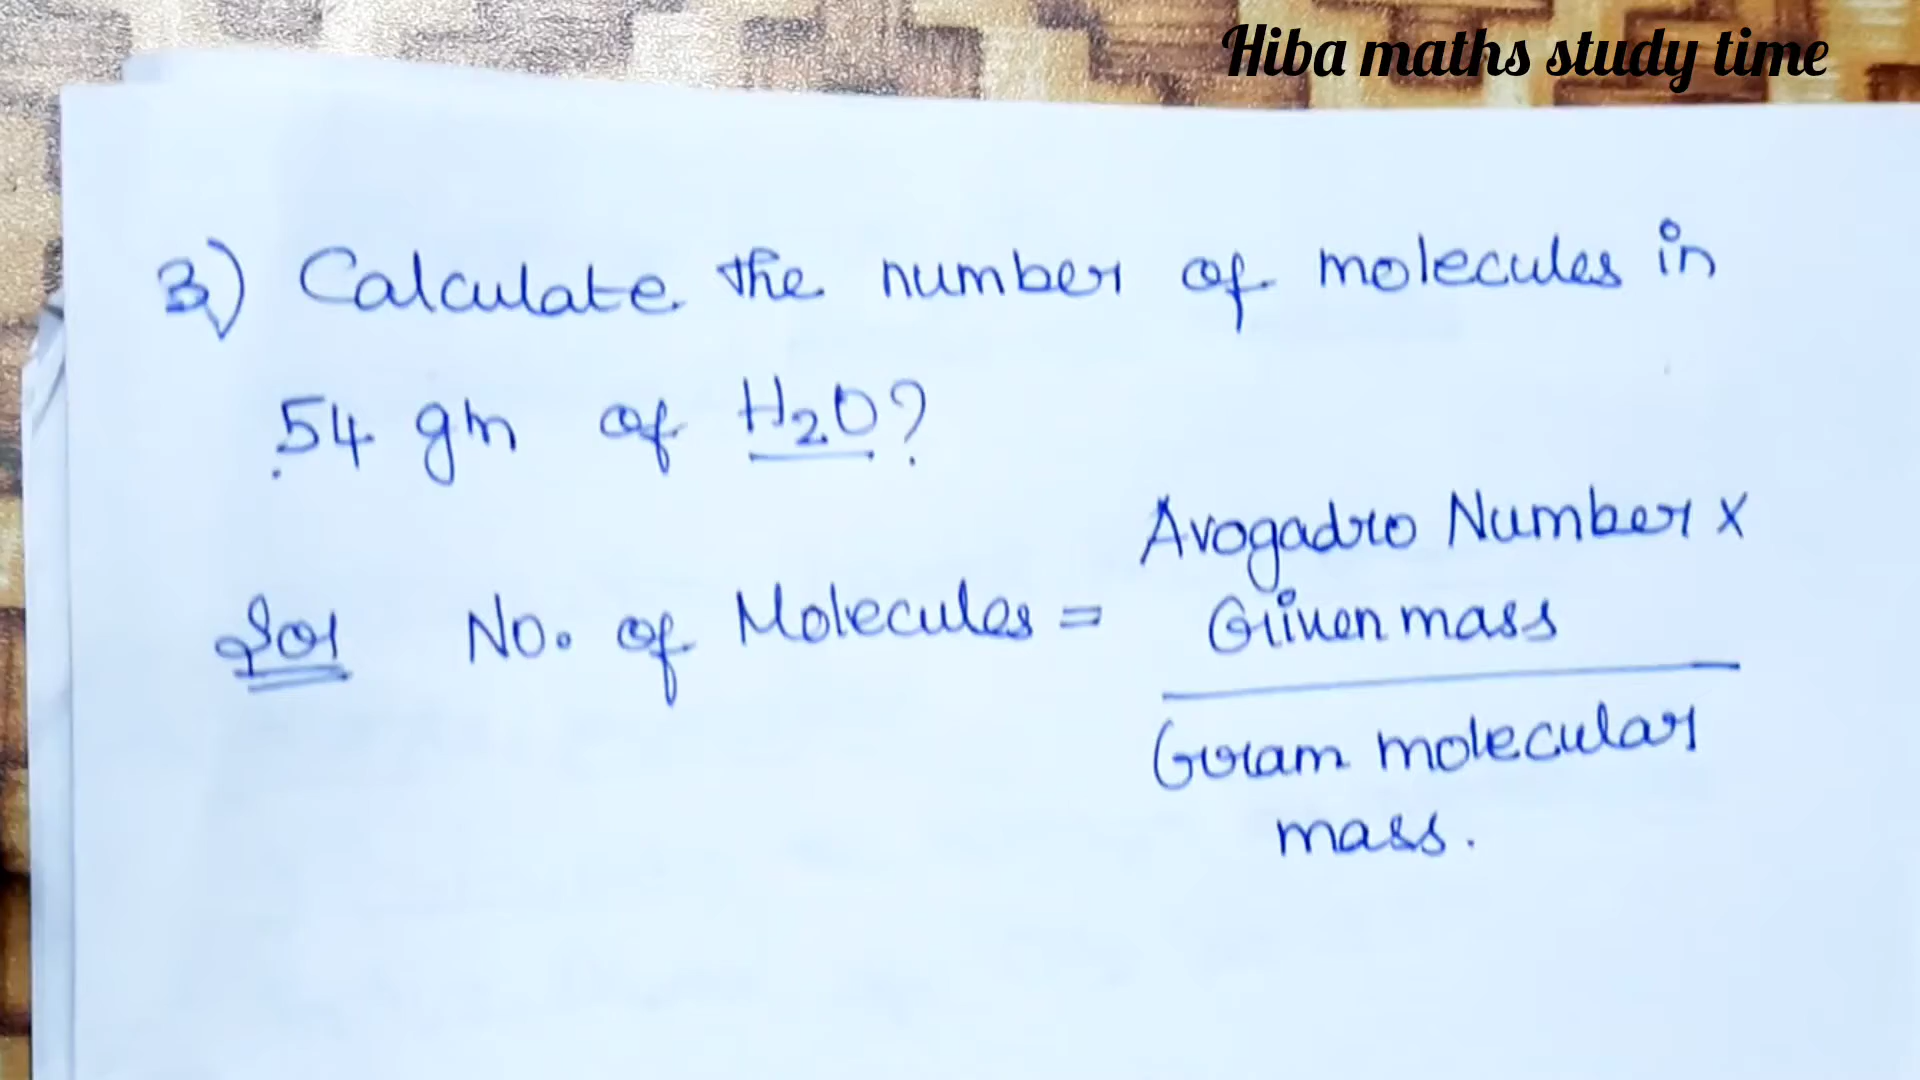 Hiba maths study time
3) Calculate the number of molecules in
54 gm of H₂O?
Avogadro Number x
Sol No. of Molecules = Given mass
Gram molecular
mass.